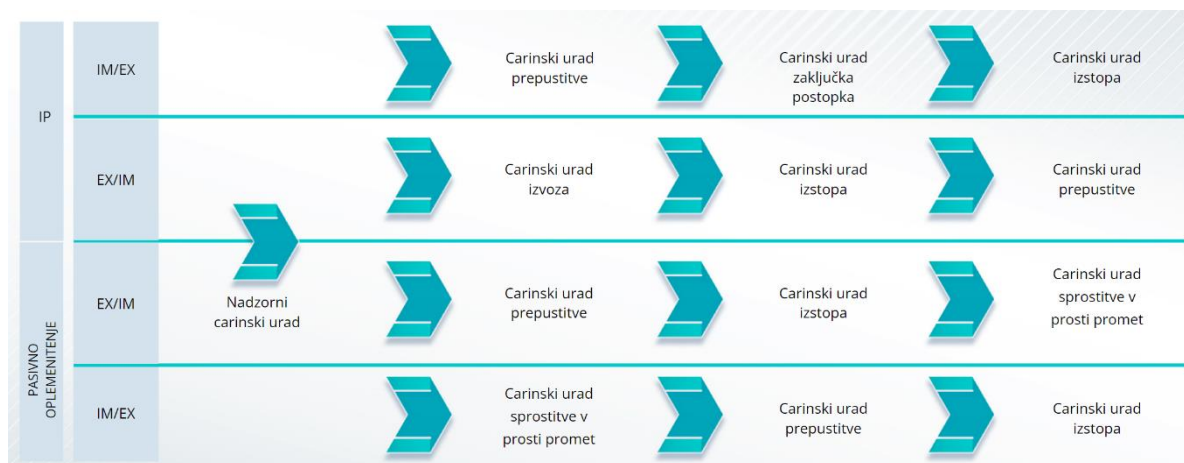 IP
IM/EX
Carinski urad
prepustitve
Carinski urad
zaključka
postopka
Carinski urad
izstopa
EX/IM
Carinski urad
izvoza
Carinski urad
izstopa
Carinski urad
prepustitve
Nadzorni
carinski urad
PASIVNO
OPLEMENITENJE
EX/IM
Carinski urad
prepustitve
Carinski urad
izstopa
Carinski urad
sprostitve v
prosti promet
IM/EX
Carinski urad
sprostitve v
prosti promet
Carinski urad
prepustitve
Carinski urad
izstopa